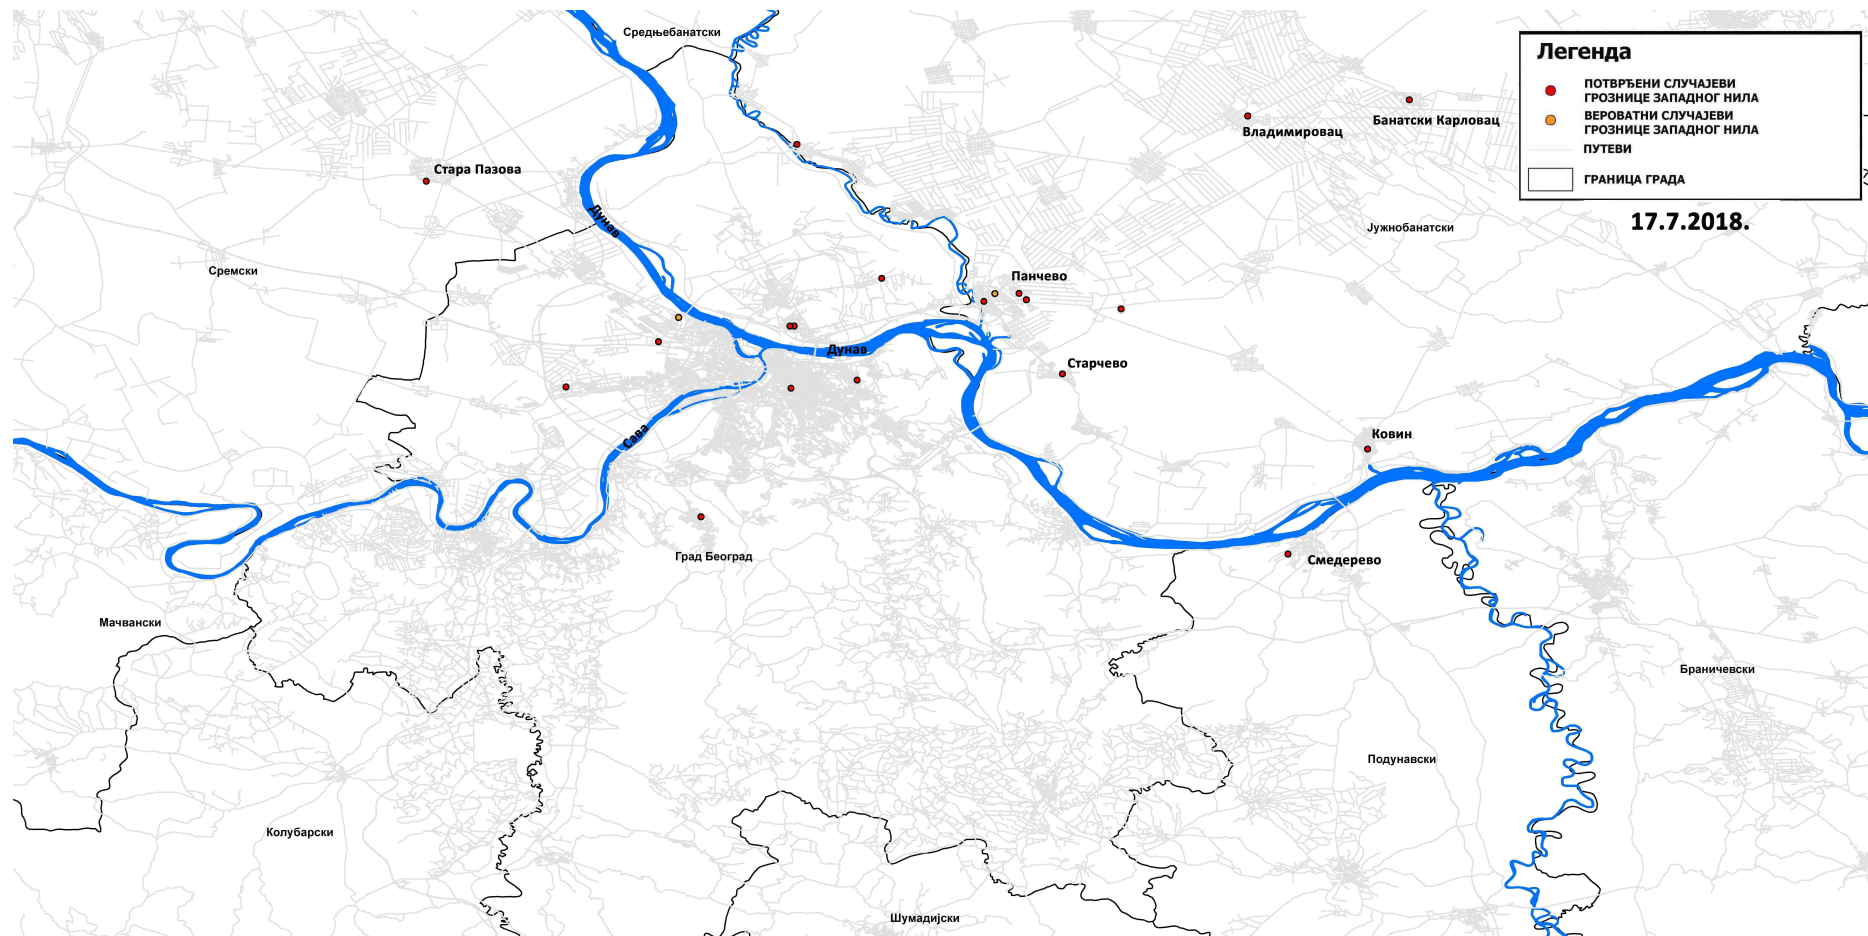 Средњебанатски
Легенда
ПОТВРЂЕНИ СЛУЧАЈЕВИ
ГРОЗНИЦЕ ЗАПАДНОГ НИЛА
ВЕРОВАТНИ СЛУЧАЈЕВИ
ГРОЗНИЦЕ ЗАПАДНОГ НИЛА
ПУТЕВИ
ГРАНИЦА ГРАДА
17.7.2018.
Банатски Карловац
Владимировац
Стара Пазова
Дунав
Јужнобанатски
Сремски
Панчево
Дунав
Старчево
Сава
Ковин
Град Београд
Смедерево
Мачвански
Браничевски
Подунавски
Колубарски
Шумадијски